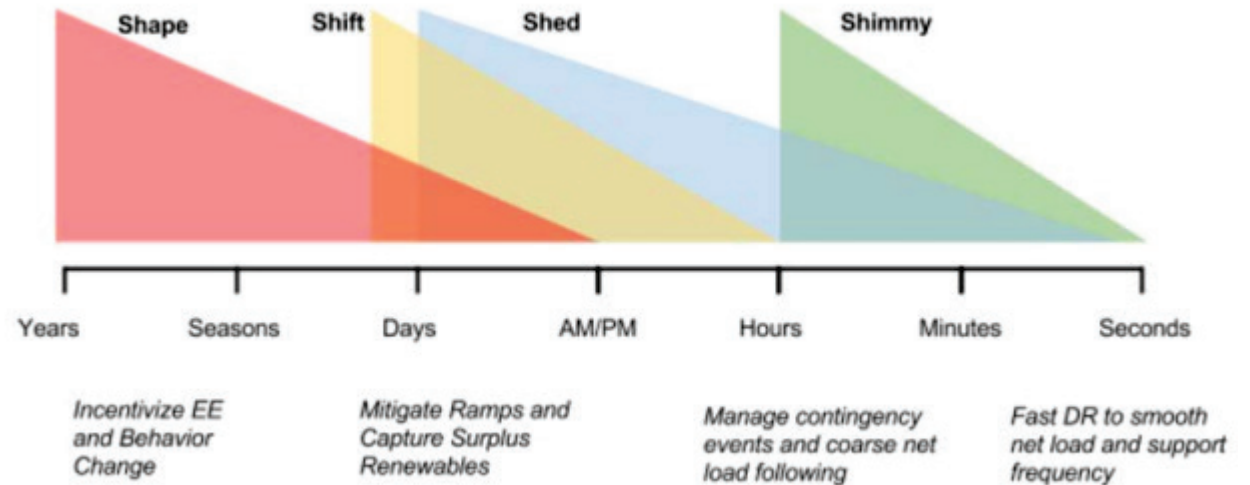 Shape
Shift
Shed
Shimmy
Years
Seasons
Days
AM/PM
Hours
Minutes
Seconds
Incentivize EE
and Behavior
Change
Mitigate Ramps and
Capture Surplus
Renewables
Manage contingency
events and coarse net
load following
Fast DR to smooth
net load and support
frequency